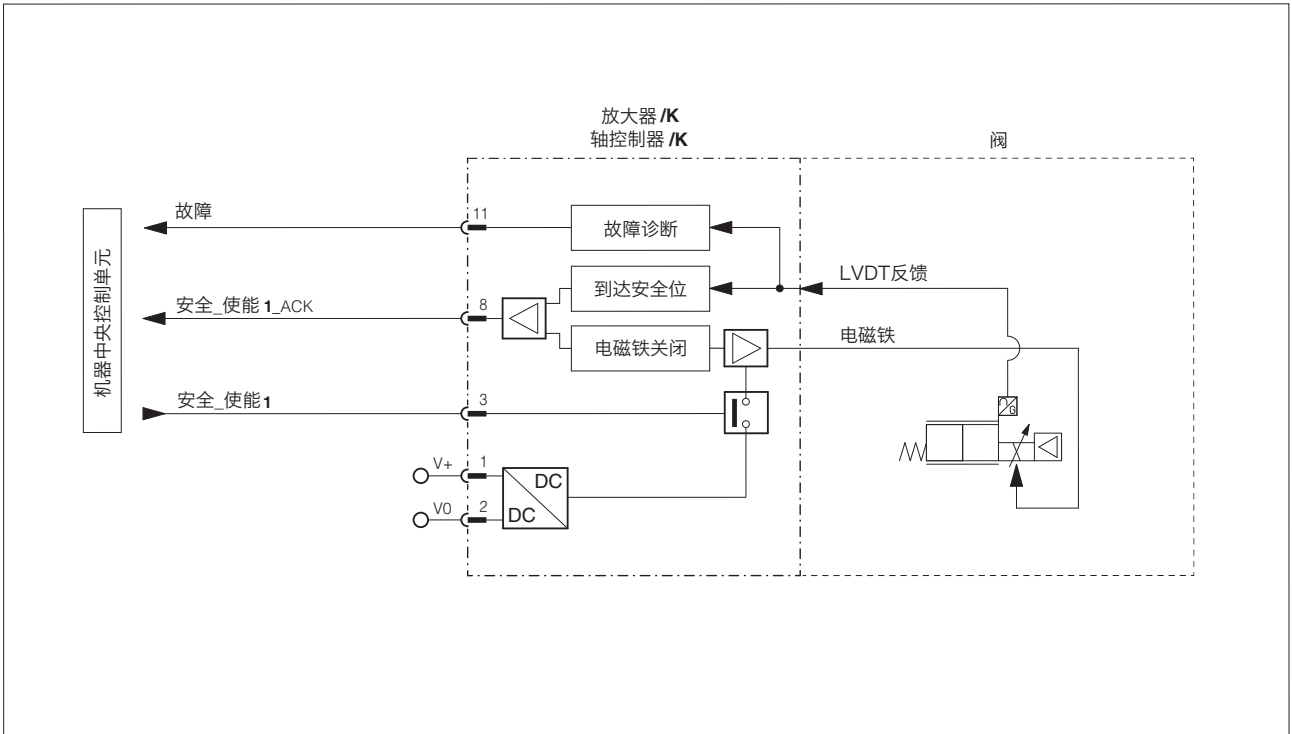 放大器 /K
轴控制器 /K
阀
机器中央控制单元
故障
11
故障诊断
LVDT反馈
到达安全位
安全_使能 1_ACK
8
电磁铁关闭
电磁铁
安全_使能 1
3
V+
1
DC
DC
V0
2
G